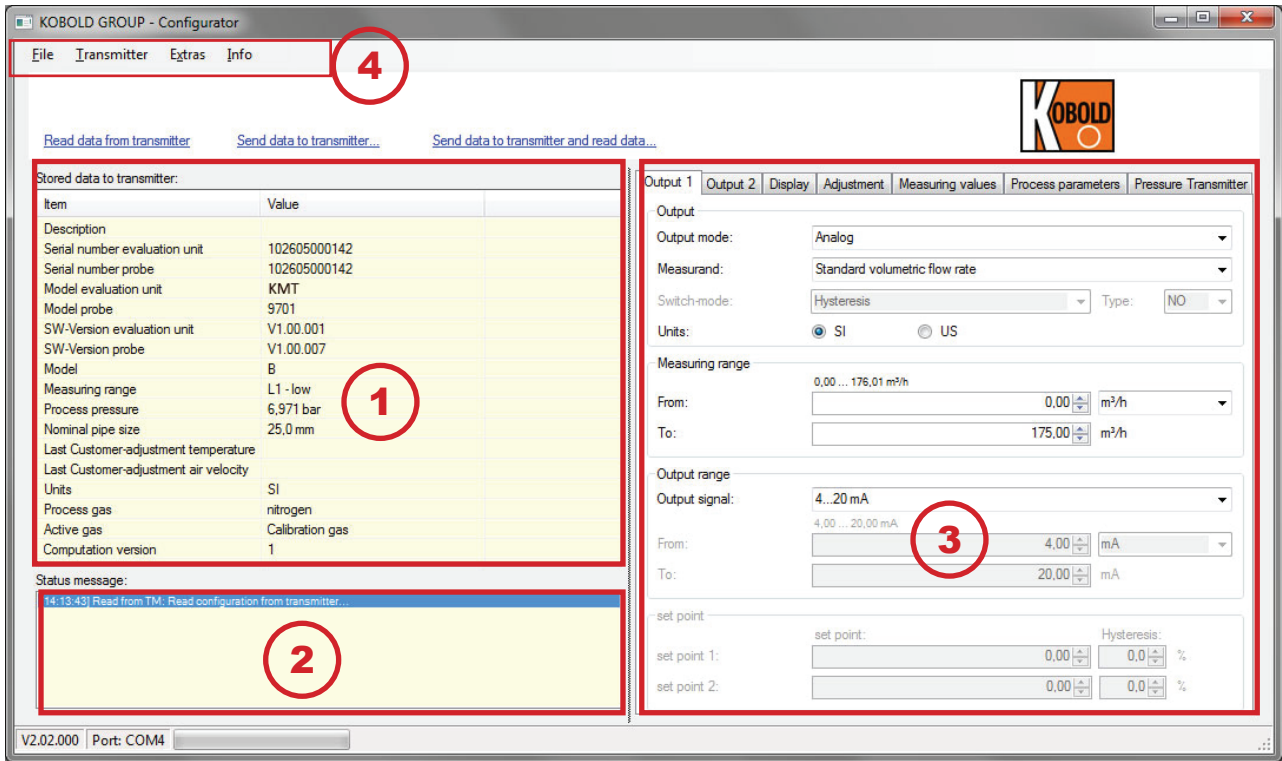 KOBOLD GROUP - Configurator
File Transmitter Extras Info
4
KOBOLD
Read data from transmitter Send data to transmitter... Send data to transmitter and read data...
Stored data to transmitter:
Item Value
Description
Serial number evaluation unit 102605000142
Serial number probe 102605000142
Model evaluation unit KMT
Model probe 9701
SW-Version evaluation unit V1.00.001
SW-Version probe V1.00.007
Model B
Measuring range L1 - low
Process pressure 6,971 bar
Nominal pipe size 25,0 mm
Last Customer-adjustment temperature
Last Customer-adjustment air velocity
Units SI
Process gas nitrogen
Active gas Calibration gas
Computation version 1
1
Status message:
14:13:43] Read from TM: Read configuration from transmitter...
2
Output 1 Output 2 Display Adjustment Measuring values Process parameters Pressure Transmitter
Output
Output mode: Analog
Measurand: Standard volumetric flow rate
Switch-mode: Hysteresis Type: NO
Units: SI US
Measuring range
0,00 ... 176,01 m³/h
From: 0,00 m³/h
To: 175,00 m³/h
Output range
Output signal: 4...20 mA
4,00 ... 20,00 mA
From: 4,00 mA
To: 20,00 mA
3
set point
set point: Hysteresis:
set point 1: 0,00 0,0 %
set point 2: 0,00 0,0 %
V2.02.000 Port: COM4